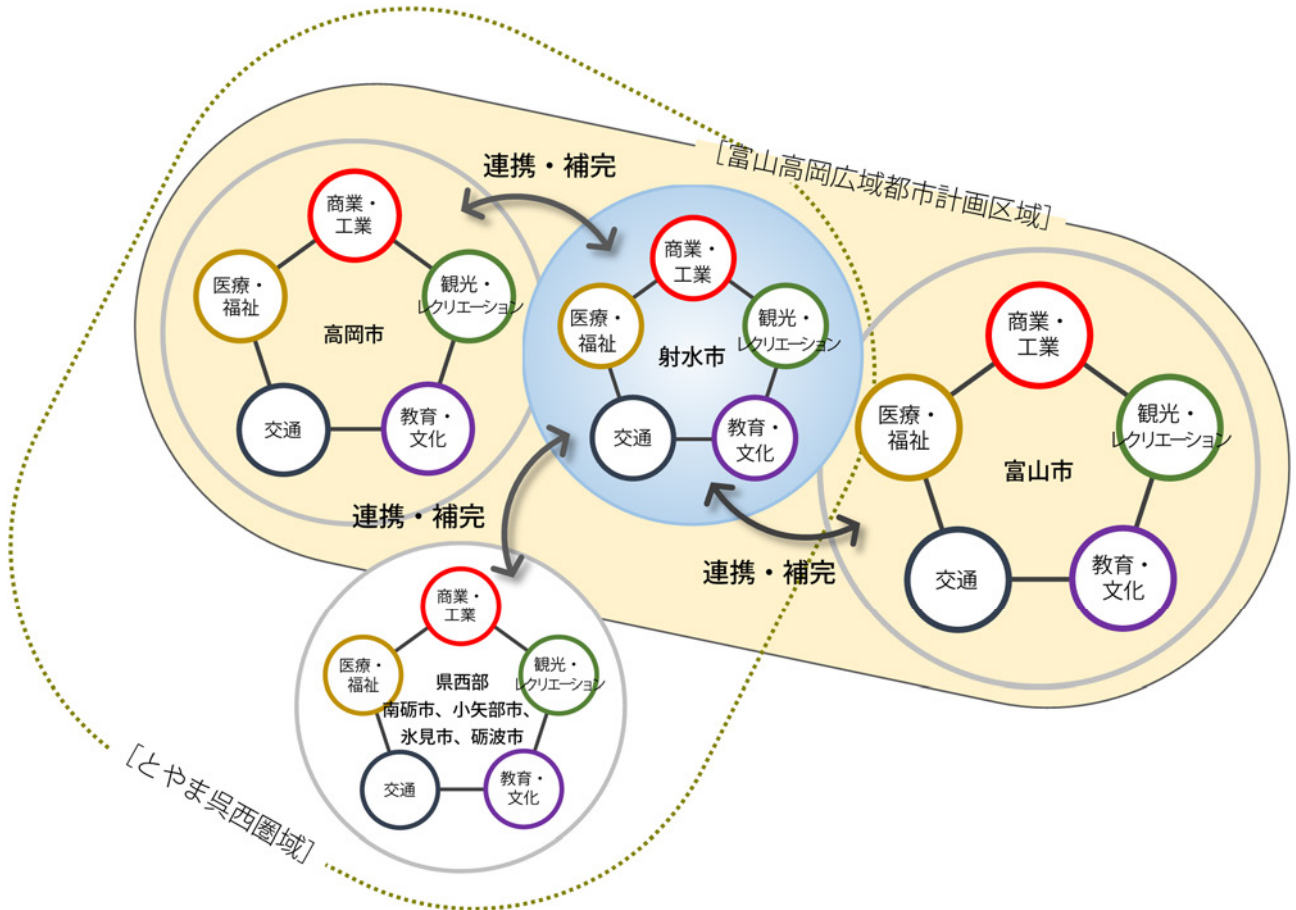 [富山高岡広域都市計画区域]
連携・補完
商業・
工業
医療・
福祉
観光・
レクリエーション
高岡市
交通
教育・
文化
商業・
工業
医療・
福祉
観光・
レクリエーション
射水市
交通
教育・
文化
商業・
工業
医療・
福祉
観光・
レクリエーション
富山市
交通
教育・
文化
連携・補完
連携・補完
商業・
工業
医療・
福祉
観光・
レクリエーション
県西部
南砺市、小矢部市、
氷見市、砺波市
交通
教育・
文化
[とやま呉西圏域]